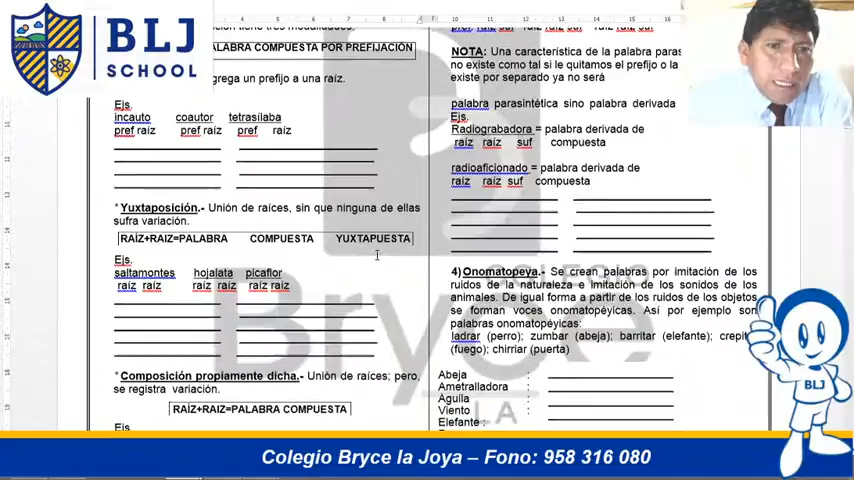 BLJ
SCHOOL
ALABRA COMPUESTA POR PREFIJACIÓN
grega un prefijo a una raíz.
Ejs.
incauto coautor tetrasílaba
pref raíz pref raíz pref raíz
*Yuxtaposición.- Unión de raíces, sin que ninguna de ellas
sufra variación.
RAÍZ+RAIZ=PALABRA COMPUESTA YUXTAPUESTA
Ejs.
saltamontes hojalata picaflor
raíz raíz raíz raíz raíz raíz
*Composición propiamente dicha.- Unión de raíces; pero,
se registra variación.
RAÍZ+RAIZ=PALABRA COMPUESTA
Ejs.
NOTA: Una característica de la palabra paras
no existe como tal si le quitamos el prefijo o la
existe por separado ya no será
palabra parasintética sino palabra derivada
Ejs.
Radiograbadora = palabra derivada de
raíz raíz suf compuesta
radioaficionado = palabra derivada de
raíz raíz suf compuesta
4) Onomatopeya.- Se crean palabras por imitación de los
ruidos de la naturaleza e imitación de los sonidos de los
animales. De igual forma a partir de los ruidos de los objetos
se forman voces onomatopéyicas. Así por ejemplo son
palabras onomatopéyicas:
ladrar (perro); zumbar (abeja); barritar (elefante); crepit
(fuego); chirriar (puerta)
Abeja :
Ametralladora :
Aguila :
Viento :
Elefante :
COLEGIO
Bryce
LA
BLJ
Colegio Bryce la Joya – Fono: 958 316 080